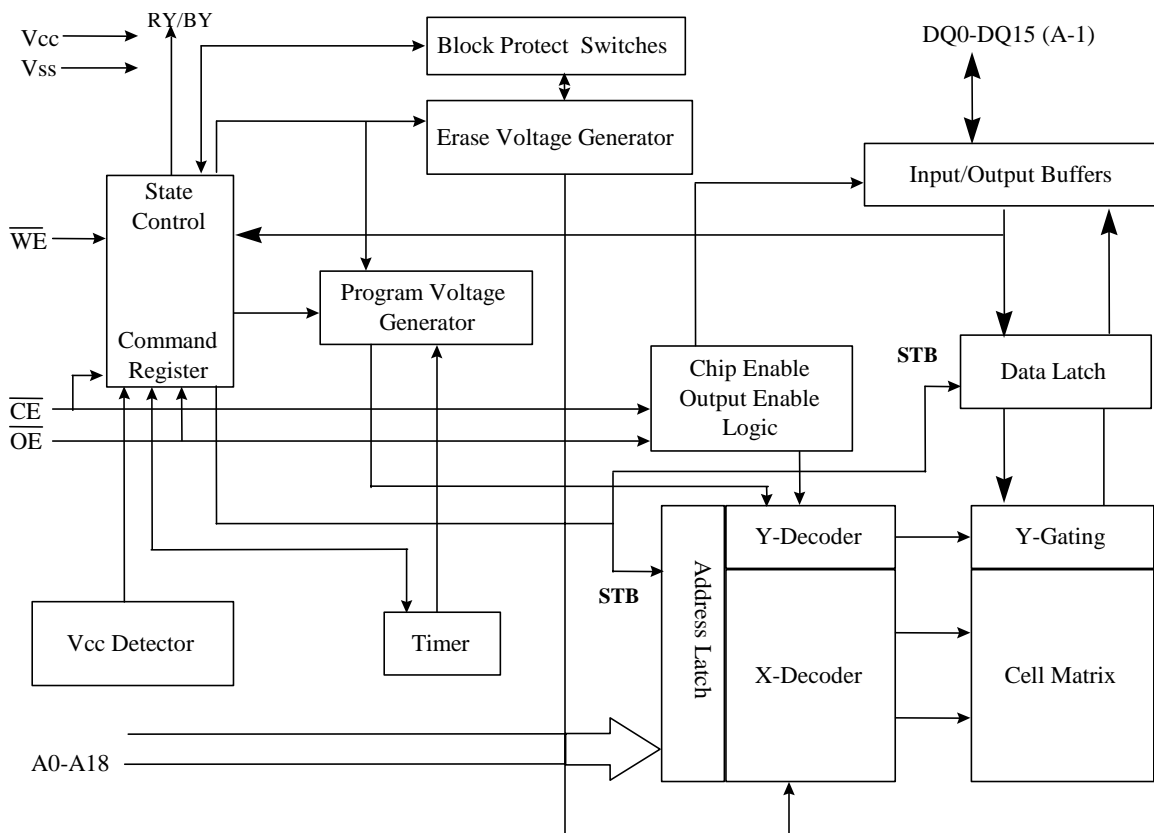 Vcc
Vss
RY/BY
Block Protect Switches
DQ0-DQ15 (A-1)
Erase Voltage Generator
Input/Output Buffers
State
Control
WE
Program Voltage
Generator
Command
Register
STB
Chip Enable
Output Enable
Logic
Data Latch
CE
OE
Y-Decoder
Y-Gating
STB
Address Latch
Vcc Detector
Timer
X-Decoder
Cell Matrix
A0-A18